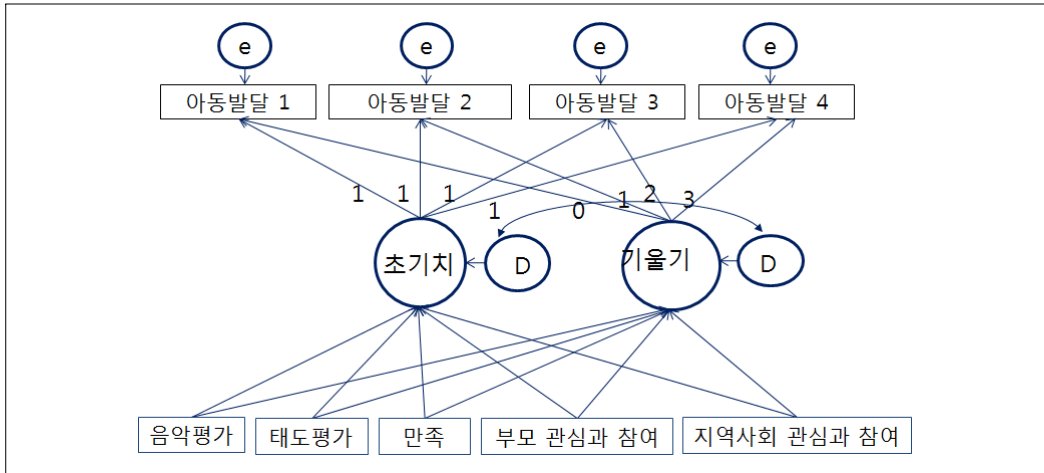 e e e e
아동발달 1 아동발달 2 아동발달 3 아동발달 4
1 1 1 1 0 1 2 3
초기치 D 기울기 D
음악평가 태도평가 만족 부모 관심과 참여 지역사회 관심과 참여